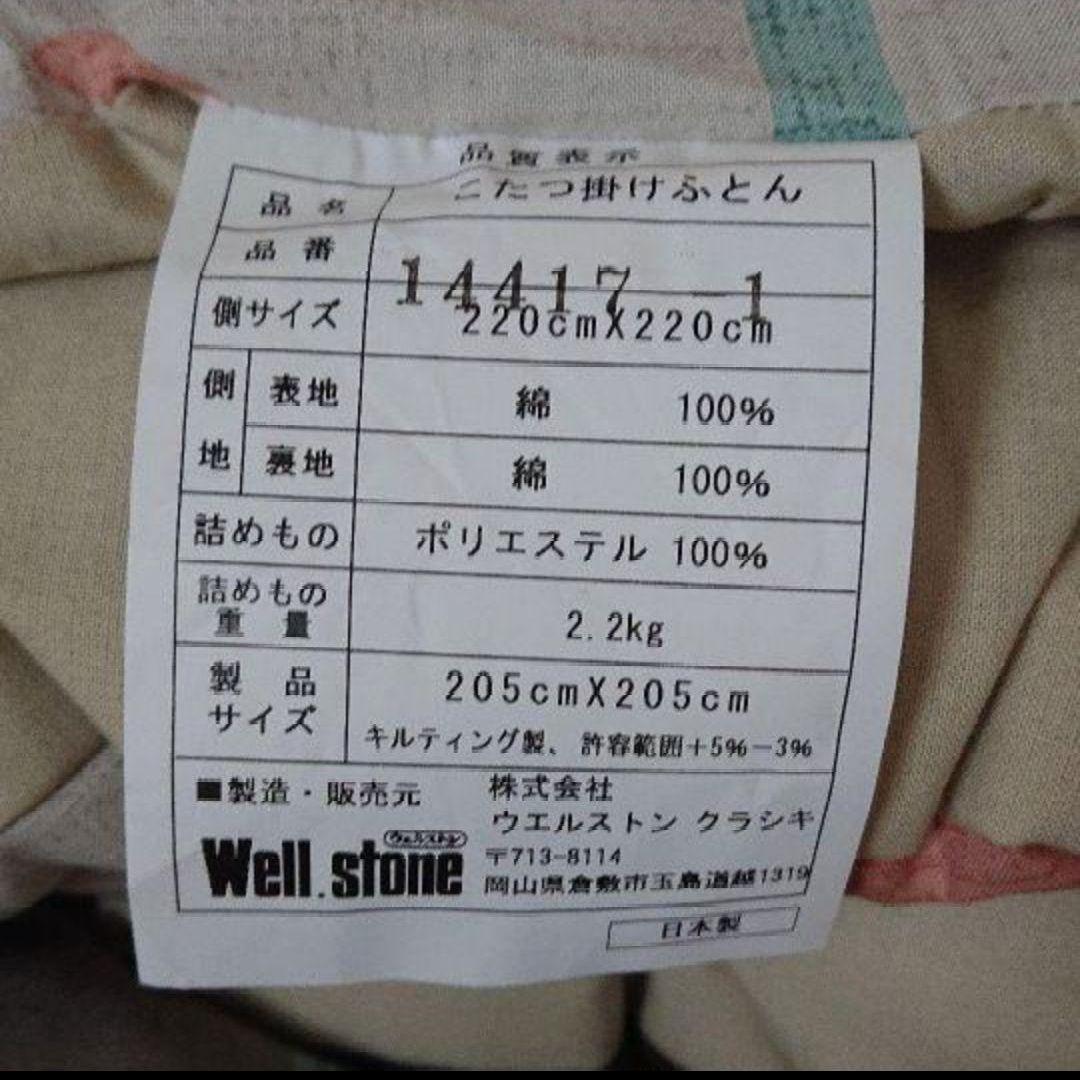 品質表示
品名 こたつ掛けふとん
品番 14417-1
側サイズ 220cmX220cm
側地 表地 綿 100%
裏地 綿 100%
詰めもの ポリエステル 100%
詰めもの重量 2.2kg
製品サイズ 205cmX205cm
キルティング製、許容範囲+5%-3%
■製造・販売元 株式会社
ウエルストン クラシキ
ウェルストン
Well.stone 〒713-8114
岡山県倉敷市玉島道越1319
日本製